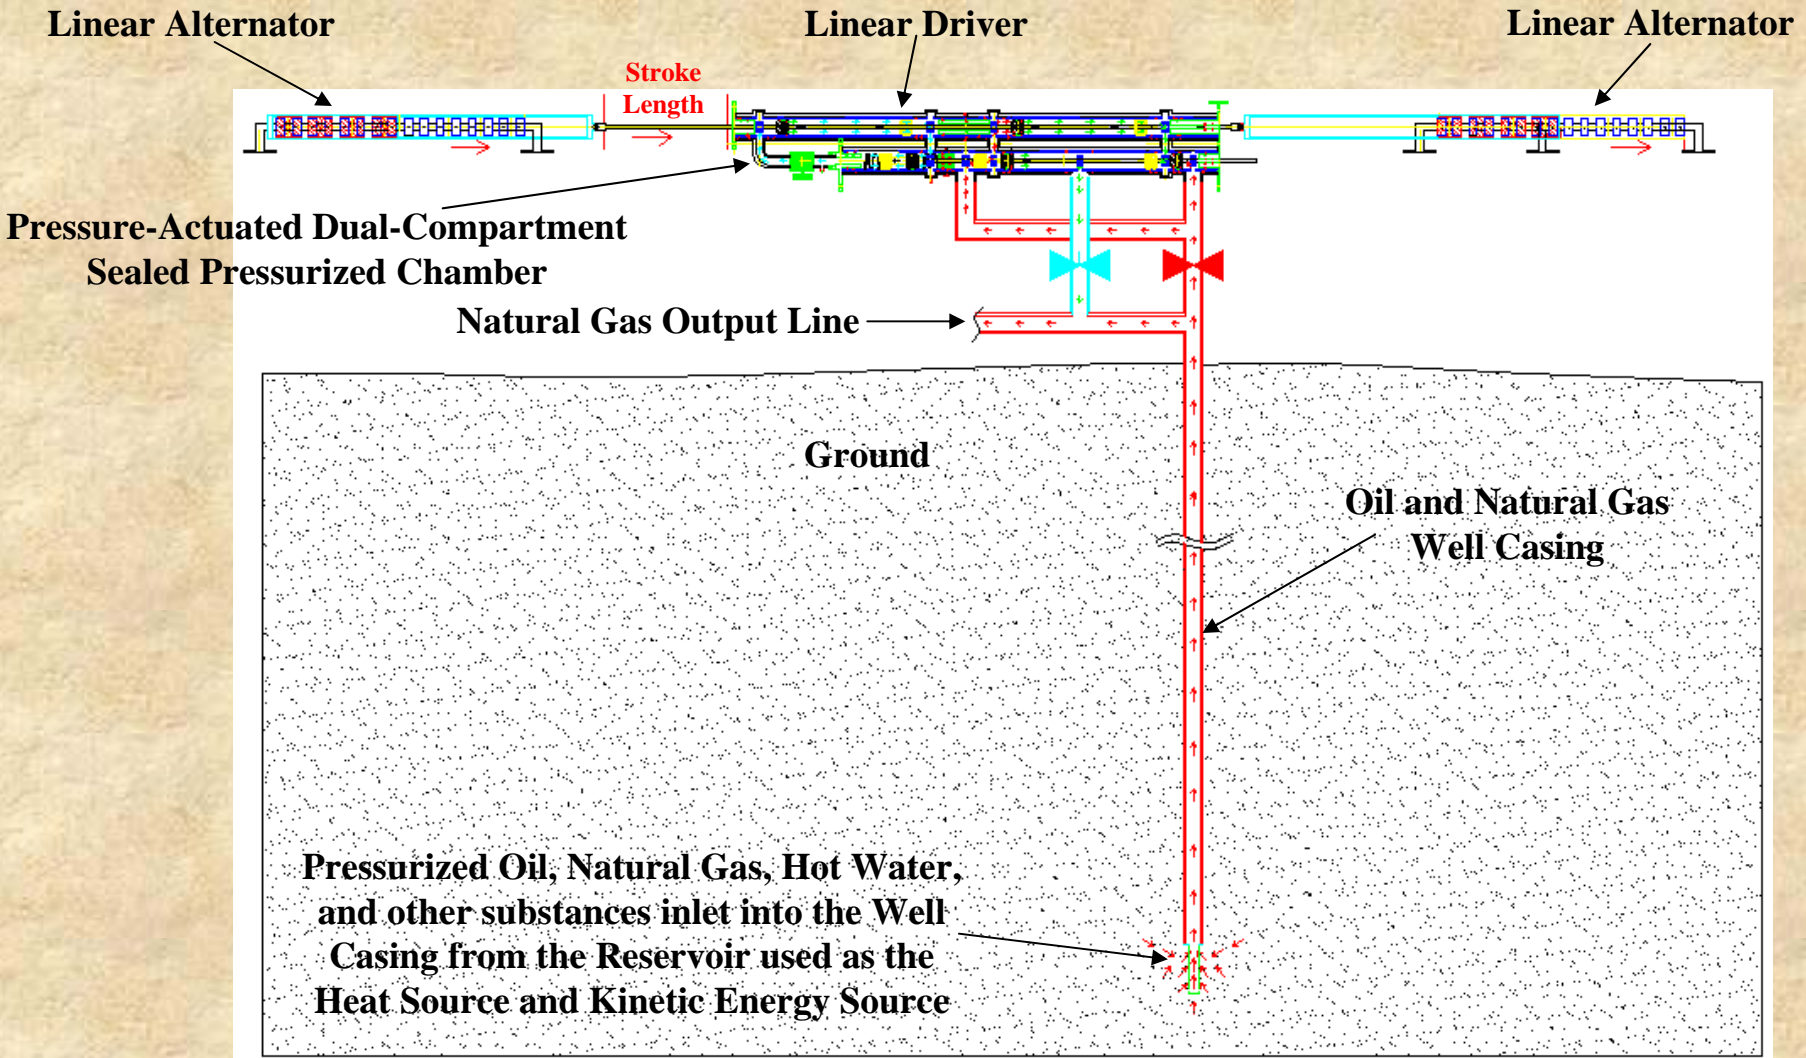 Linear Alternator
Linear Driver
Linear Alternator
Stroke
Length
Pressure-Actuated Dual-Compartment
Sealed Pressurized Chamber
Natural Gas Output Line
Ground
Oil and Natural Gas
Well Casing
Pressurized Oil, Natural Gas, Hot Water,
and other substances inlet into the Well
Casing from the Reservoir used as the
Heat Source and Kinetic Energy Source